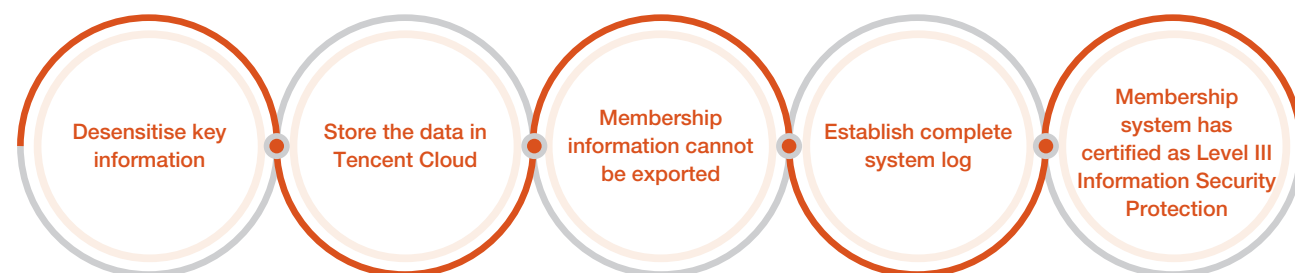 Desensitise key
information
Store the data in
Tencent Cloud
Membership
information cannot
be exported
Establish complete
system log
Membership
system has
certified as Level III
Information Security
Protection